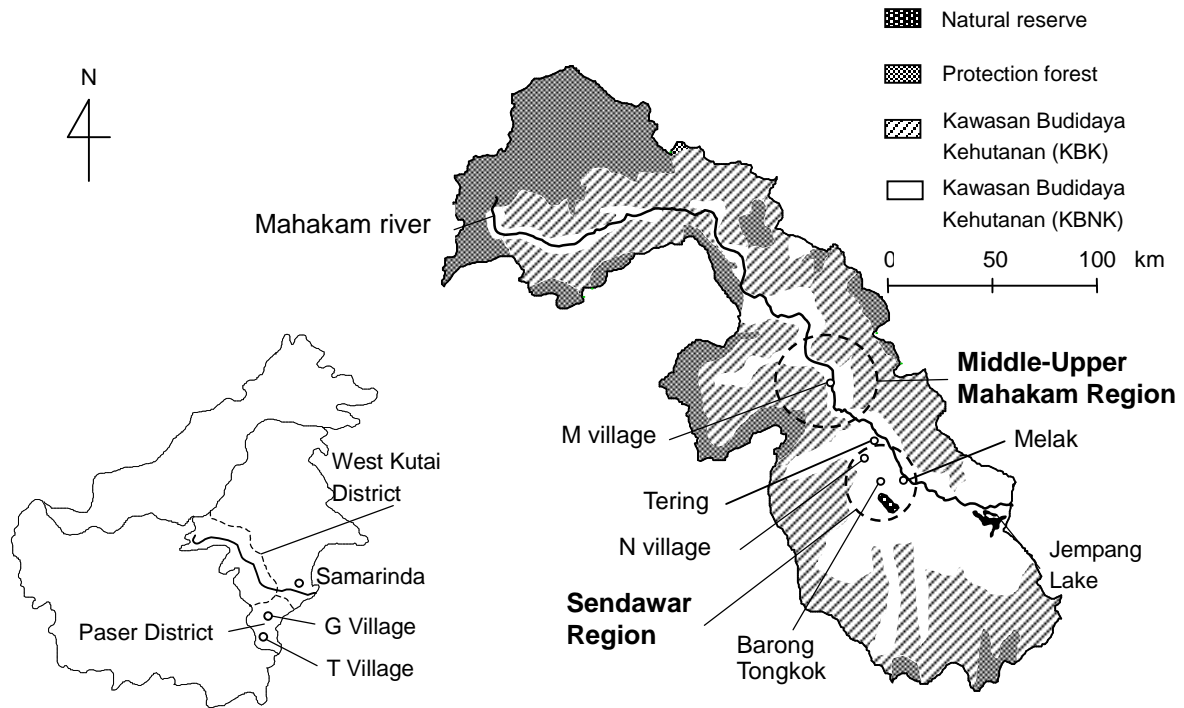 Natural reserve
Protection forest
Kawasan Budidaya
Kehutanan (KBK)
Kawasan Budidaya
Kehutanan (KBNK)
0 50 100 km
N
Mahakam river
Middle-Upper
Mahakam Region
M village
Melak
Tering
N village
Jempang
Lake
Sendawar
Region
Barong
Tongkok
West Kutai
District
Samarinda
Paser District
G Village
T Village